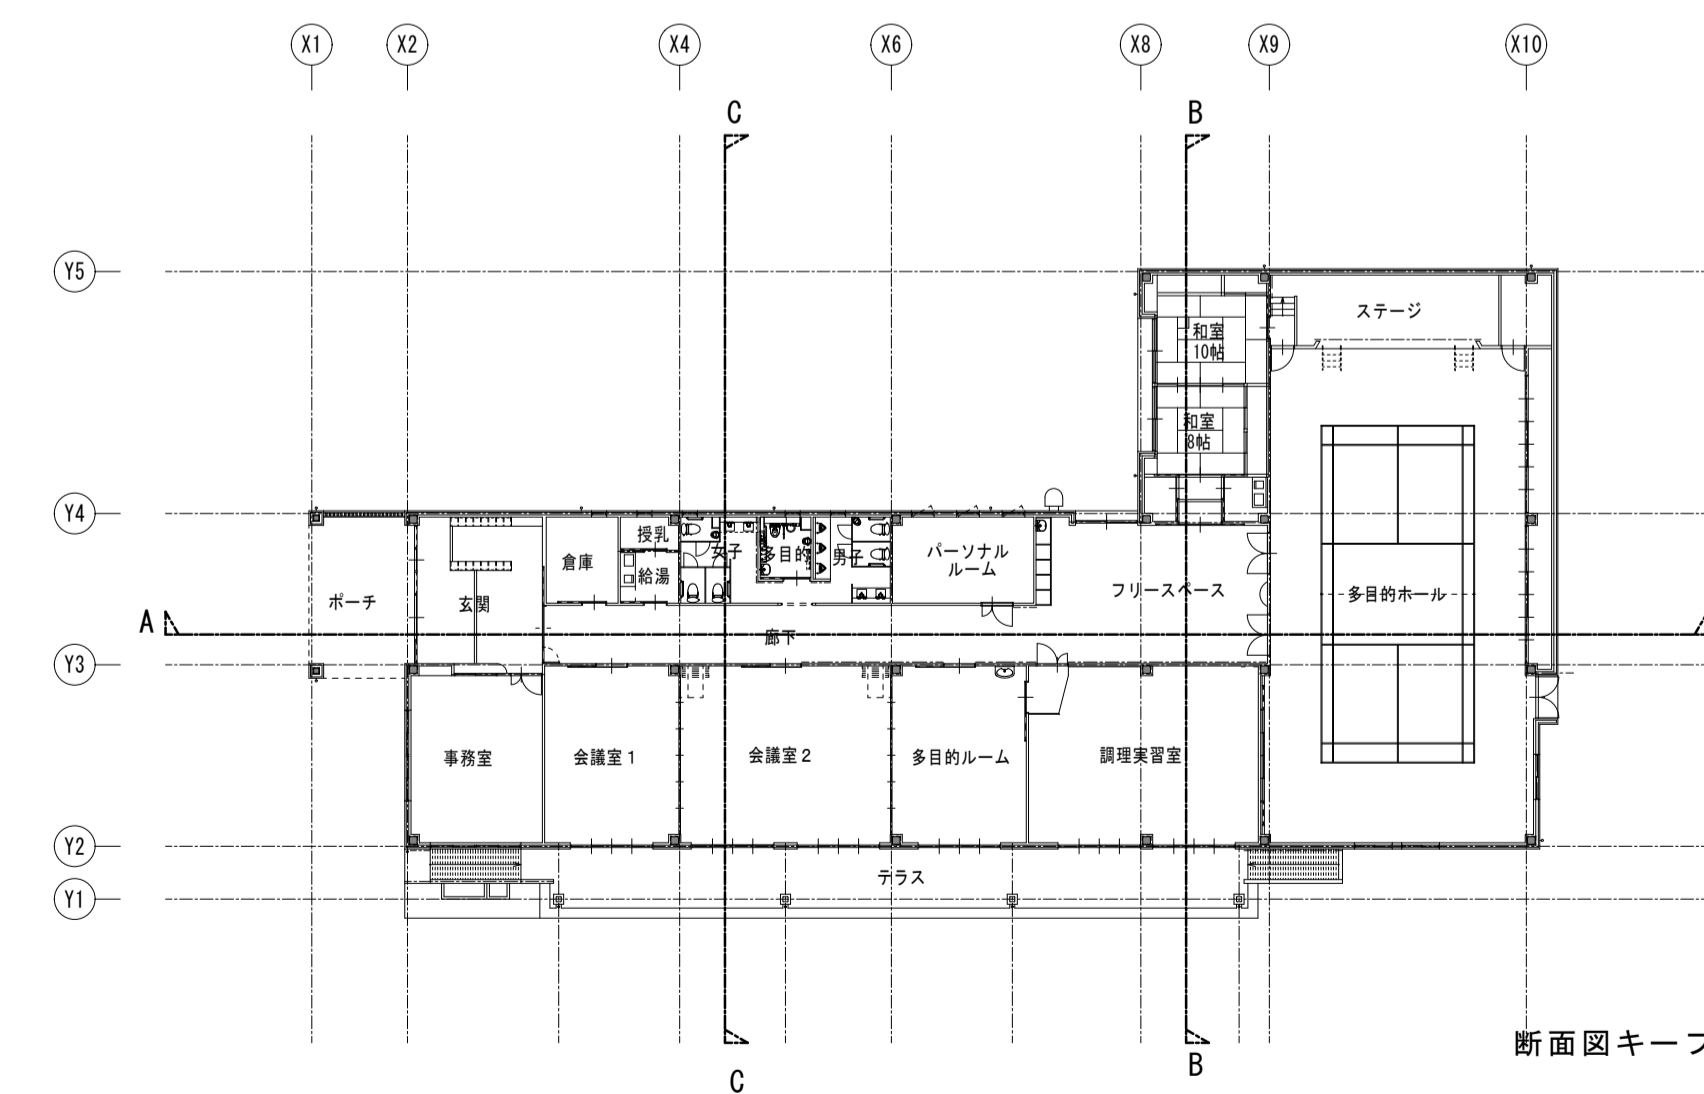 X1
X2
X4
X6
X8
X9
X10
C
B
Y5
ステージ
和室
10帖
和室
8帖
Y4
授乳
女子
多目的
男子
倉庫
給湯
パーソナル
ルーム
フリースペース
多目的ホール
ポーチ
玄関
A
廊下
Y3
事務室
会議室1
会議室2
多目的ルーム
調理実習室
Y2
テラス
Y1
断面図キー
B
C